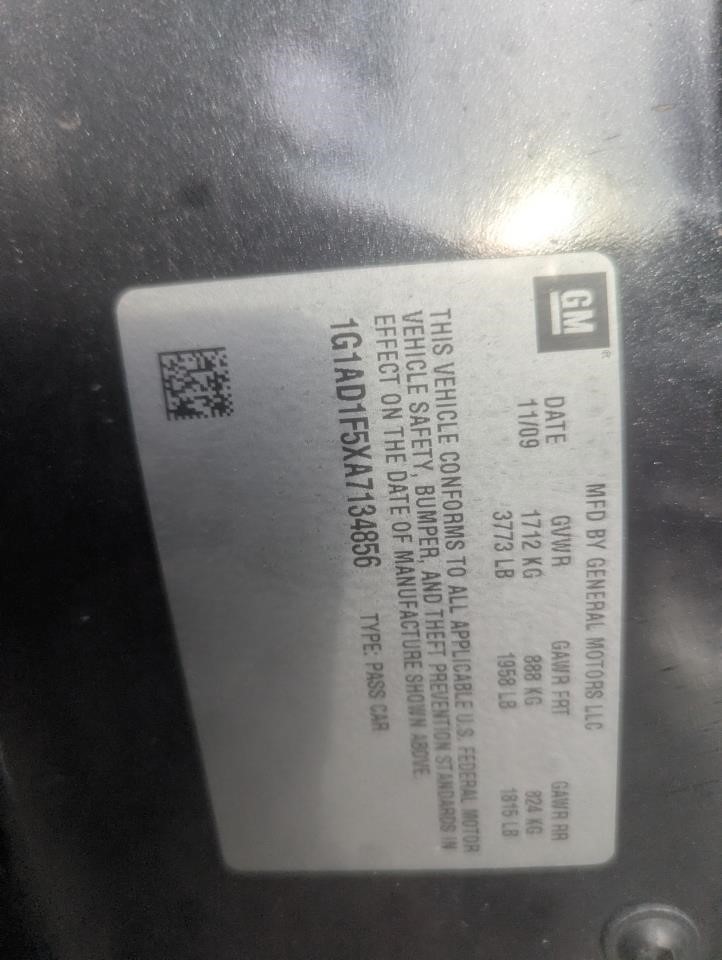 GM®
MFD BY GENERAL MOTORS LLC
DATE GVWR GAWR FRT GAWR RR
11/09 1712 KG 888 KG 824 KG
3773 LB 1958 LB 1815 LB
THIS VEHICLE CONFORMS TO ALL APPLICABLE U.S. FEDERAL MOTOR
VEHICLE SAFETY, BUMPER, AND THEFT PREVENTION STANDARDS IN
EFFECT ON THE DATE OF MANUFACTURE SHOWN ABOVE.
1G1AD1F5XA7134856 TYPE: PASS CAR